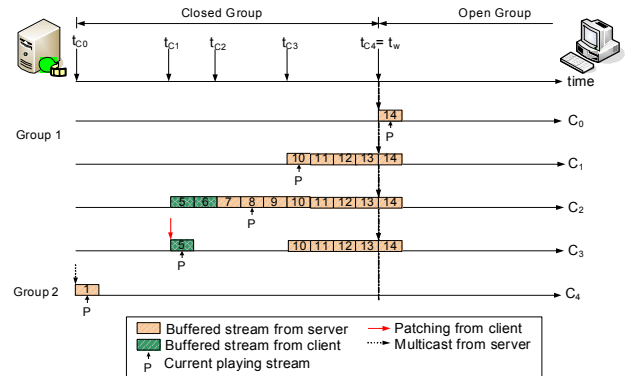 Closed Group
Open Group
tC0
tC1
tC2
tC3
tC4= tw
time
14
C0
P
Group 1
10 11 12 13 14
C1
P
5 6 7 8 9 10 11 12 13 14
C2
P
5 10 11 12 13 14
C3
P
Group 2
1
C4
P
Buffered stream from server
Patching from client
Buffered stream from client
Multicast from server
P Current playing stream